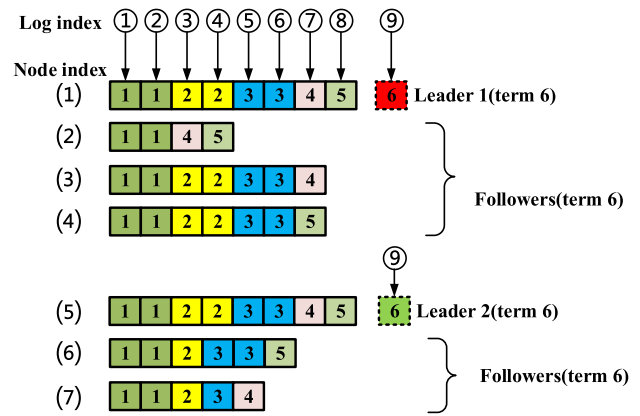 Log index ① ② ③ ④ ⑤ ⑥ ⑦ ⑧ ⑨
Node index
(1) 1 1 2 2 3 3 4 5 6 Leader 1(term 6)
(2) 1 1 4 5
(3) 1 1 2 2 3 3 4
Followers(term 6)
(4) 1 1 2 2 3 3 5
⑨
(5) 1 1 2 2 3 3 4 5 6 Leader 2(term 6)
(6) 1 1 2 3 3 5
Followers(term 6)
(7) 1 1 2 3 4